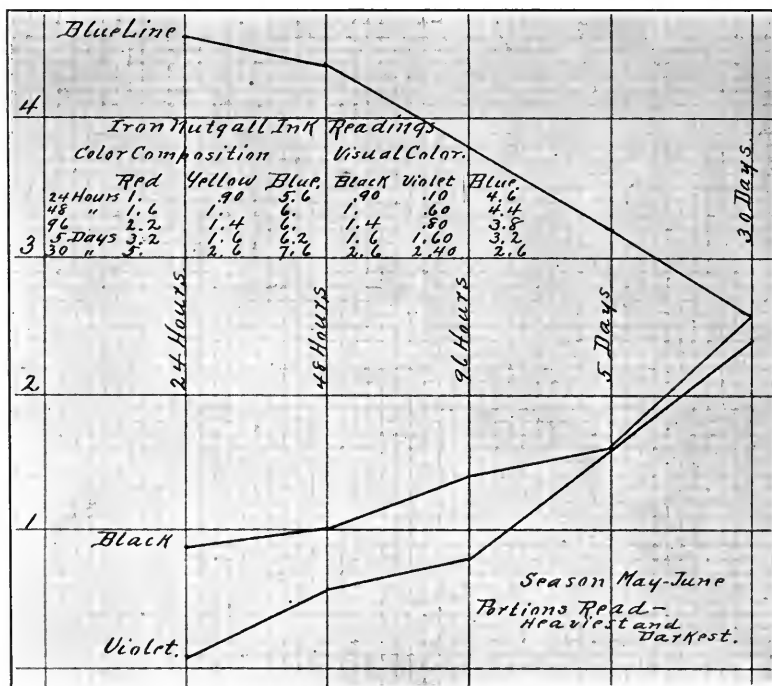 Blue Line
4
Iron Nutgall Ink Readings
Color Composition Visual Color.
Red Yellow Blue. Black Violet Blue.
24 Hours 1. .90 5.6 .90 .10 4.6
48 " 1.6 1. 6. 1. .60 4.4
96 2.2 1.4 6. 1.4 .80 3.8
5 Days 3.2 1.6 6.2 1.6 1.60 3.2
30 " 5. 2.6 7.6 2.6 2.40 2.6
3
24 Hours
48 Hours
96 Hours
5 Days
30 Days.
2
1
Black
Violet.
Season May-June
Portions Read-
Heaviest and
Darkest.